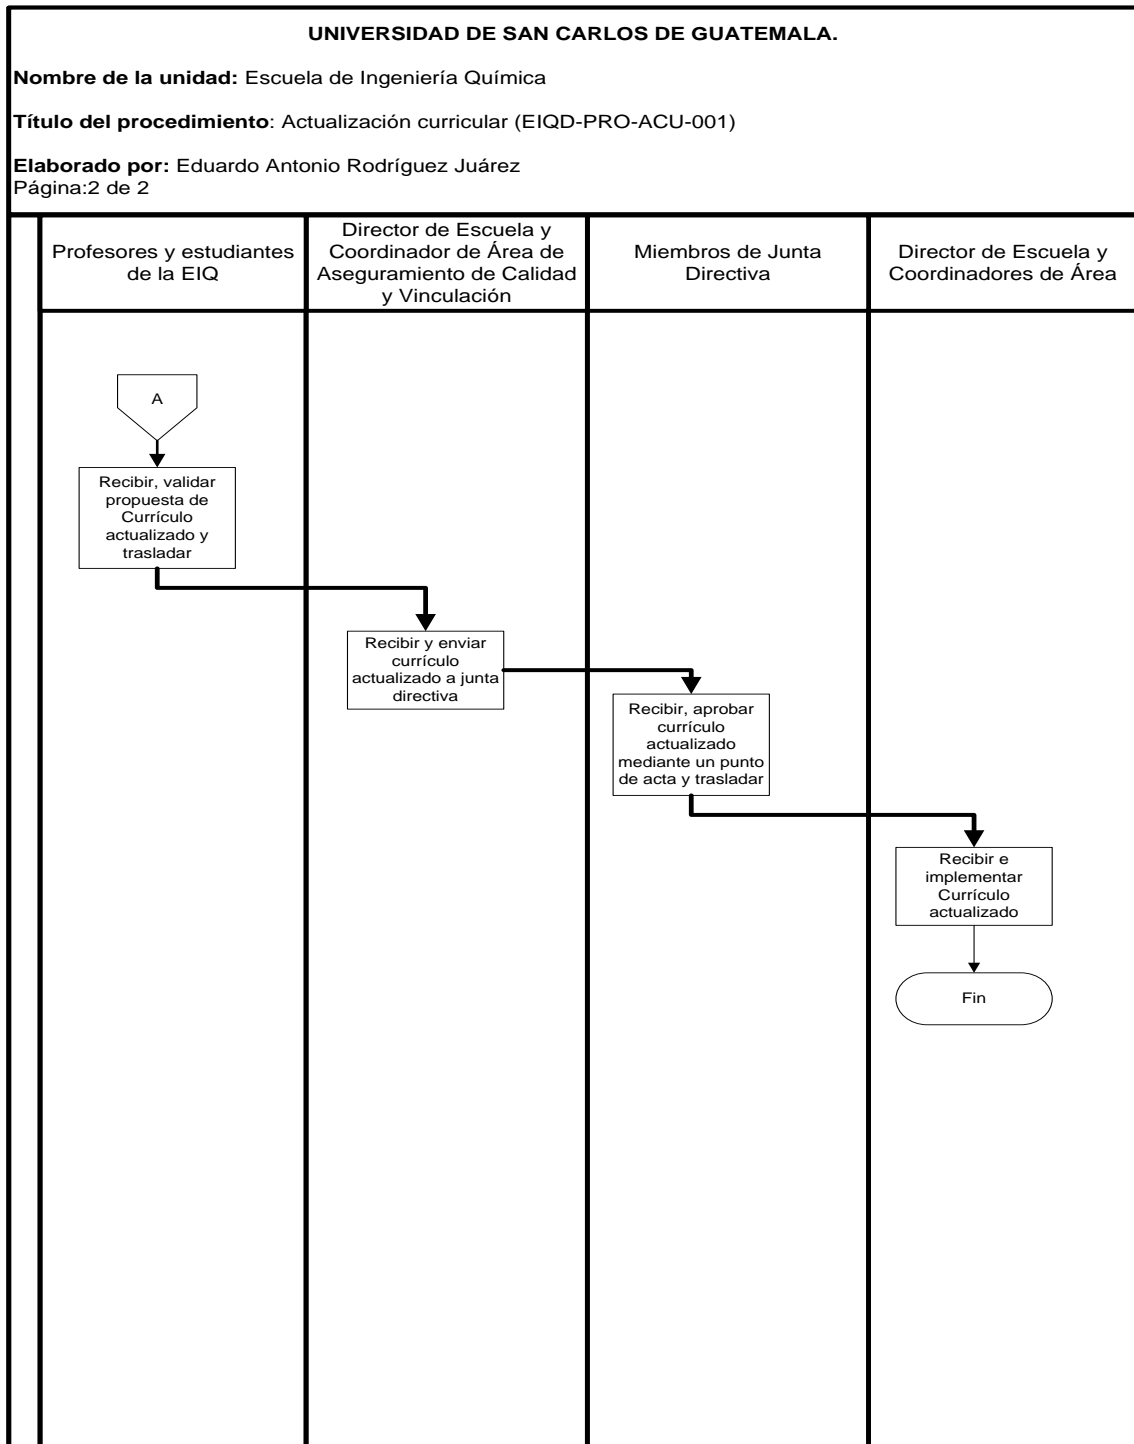 UNIVERSIDAD DE SAN CARLOS DE GUATEMALA.
Nombre de la unidad: Escuela de Ingeniería Química
Título del procedimiento: Actualización curricular (EIQD-PRO-ACU-001)
Elaborado por: Eduardo Antonio Rodríguez Juárez
Página:2 de 2
Profesores y estudiantes
de la EIQ
Director de Escuela y
Coordinador de Área de
Aseguramiento de Calidad
y Vinculación
Miembros de Junta
Directiva
Director de Escuela y
Coordinadores de Área
A
Recibir, validar
propuesta de
Currículo
actualizado y
trasladar
Recibir y enviar
currículo
actualizado a junta
directiva
Recibir, aprobar
currículo
actualizado
mediante un punto
de acta y trasladar
Recibir e
implementar
Currículo
actualizado
Fin